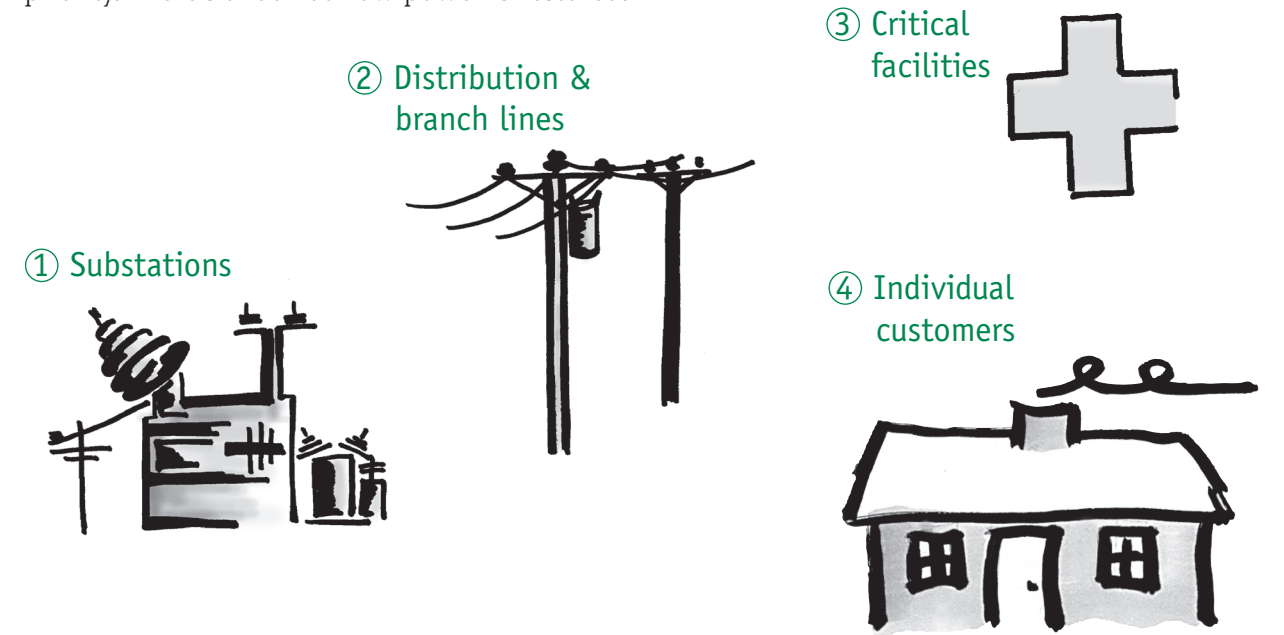 ① Substations
② Distribution &
branch lines
③ Critical
facilities
④ Individual
customers